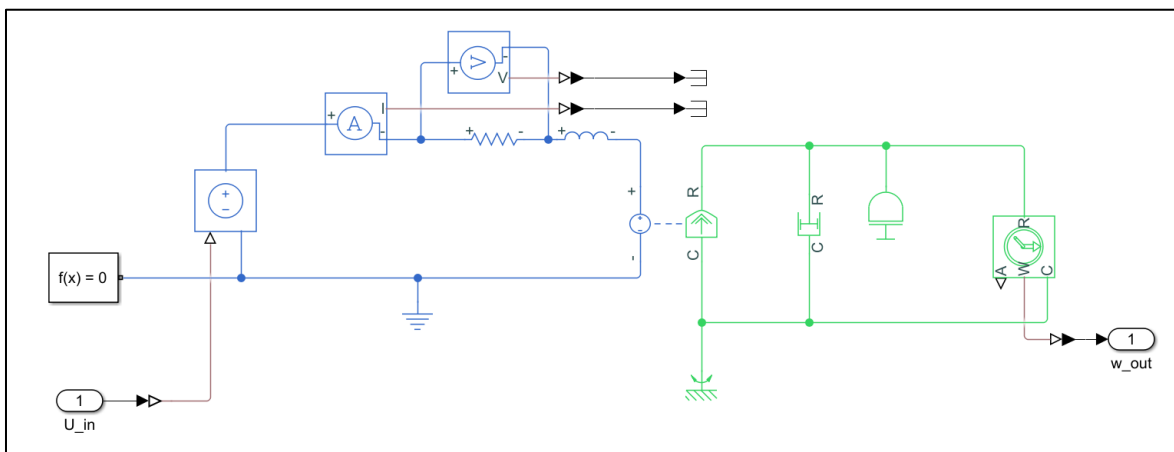 V
+
-
V
+
A
I
-
+
-
+
-
+
-
+
-
R
C
R
C
R
A
W
C
f(x) = 0
1
w_out
1
U_in